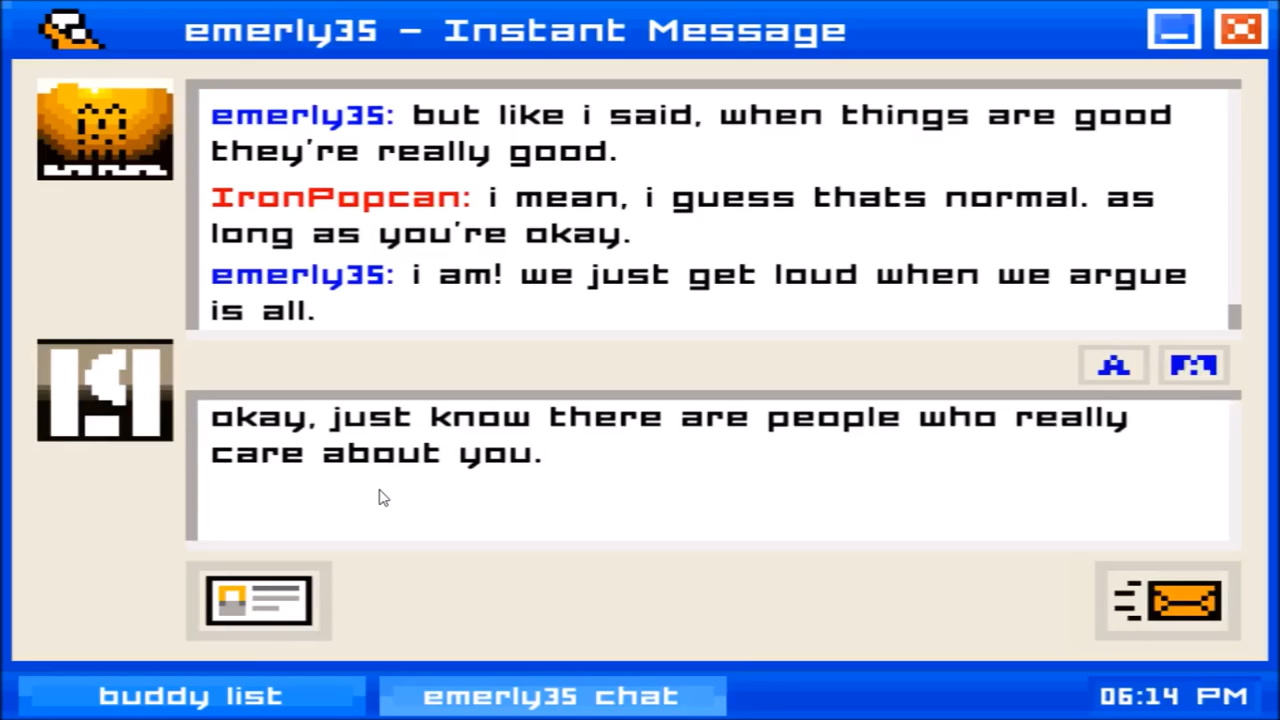 emerly35 - Instant Message
emerly35: but like i said, when things are good
they're really good.
IronPopcan: i mean, i guess thats normal. as
long as you're okay.
emerly35: i am! we just get loud when we argue
is all.
A M
okay, just know there are people who really
care about you.
buddy list
emerly35 chat
06:14 PM